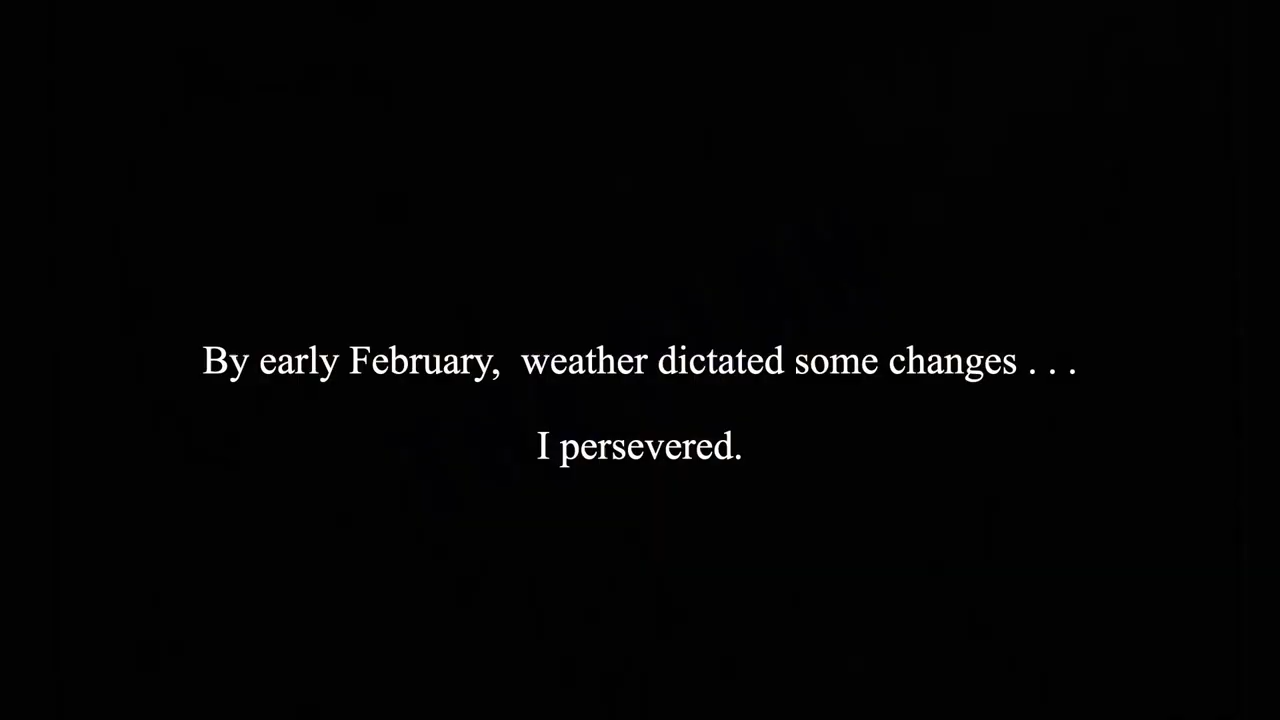 By early February,  weather dictated some changes . . .
I persevered.